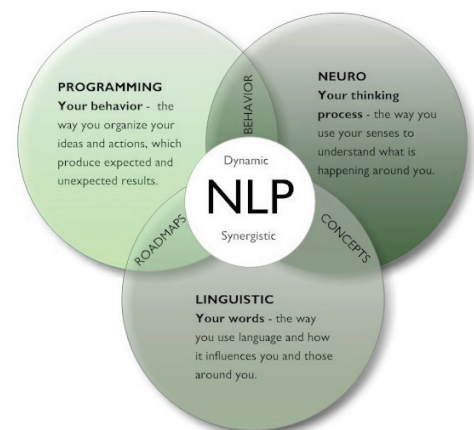 PROGRAMMING
Your behavior - the
way you organize your
ideas and actions, which
produce expected and
unexpected results.
BEHAVIOR
NEURO
Your thinking
process - the way you
use your senses to
understand what is
happening around you.
Dynamic
NLP
Synergistic
ROADMAPS
CONCEPTS
LINGUISTIC
Your words - the way
you use language and how
it influences you and those
around you.